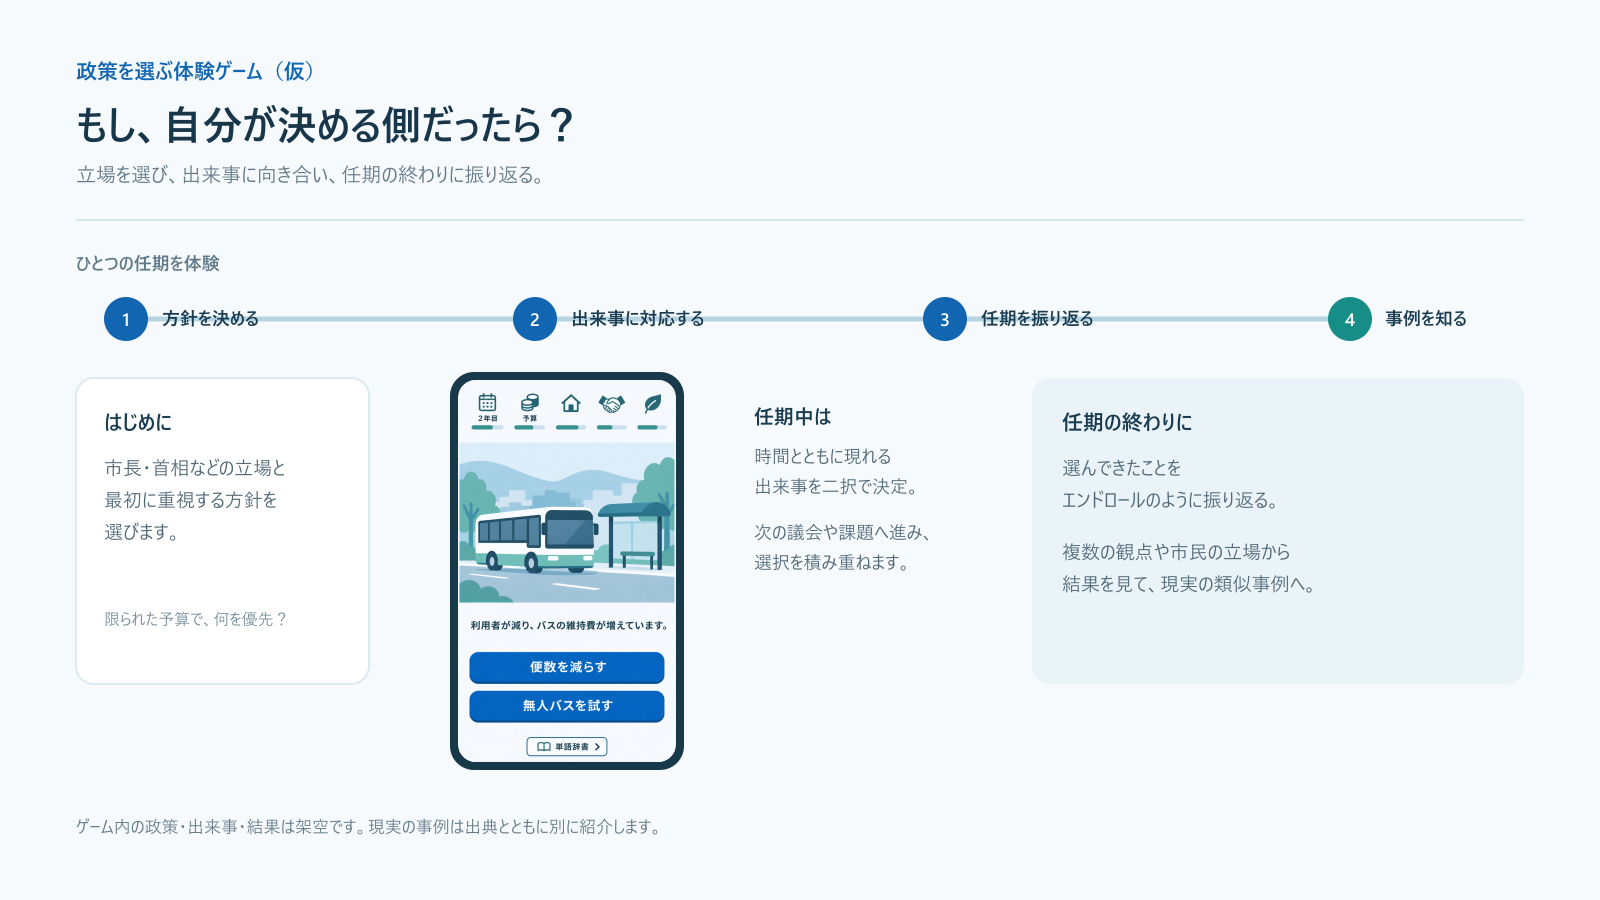 政策を選ぶ体験ゲーム（仮）
もし、自分が決める側だったら？
立場を選び、出来事に向き合い、任期の終わりに振り返る。
ひとつの任期を体験
1 方針を決める
2 出来事に対応する
3 任期を振り返る
4 事例を知る
はじめに
市長・首相などの立場と
最初に重視する方針を
選びます。
限られた予算で、何を優先？
2年目
予算
利用者が減り、バスの維持費が増えています。
便数を減らす
無人バスを試す
単語辞書
任期中は
時間とともに現れる
出来事を二択で決定。
次の議会や課題へ進み、
選択を積み重ねます。
任期の終わりに
選んできたことを
エンドロールのように振り返る。
複数の観点や市民の立場から
結果を見て、現実の類似事例へ。
ゲーム内の政策・出来事・結果は架空です。現実の事例は出典とともに別に紹介します。